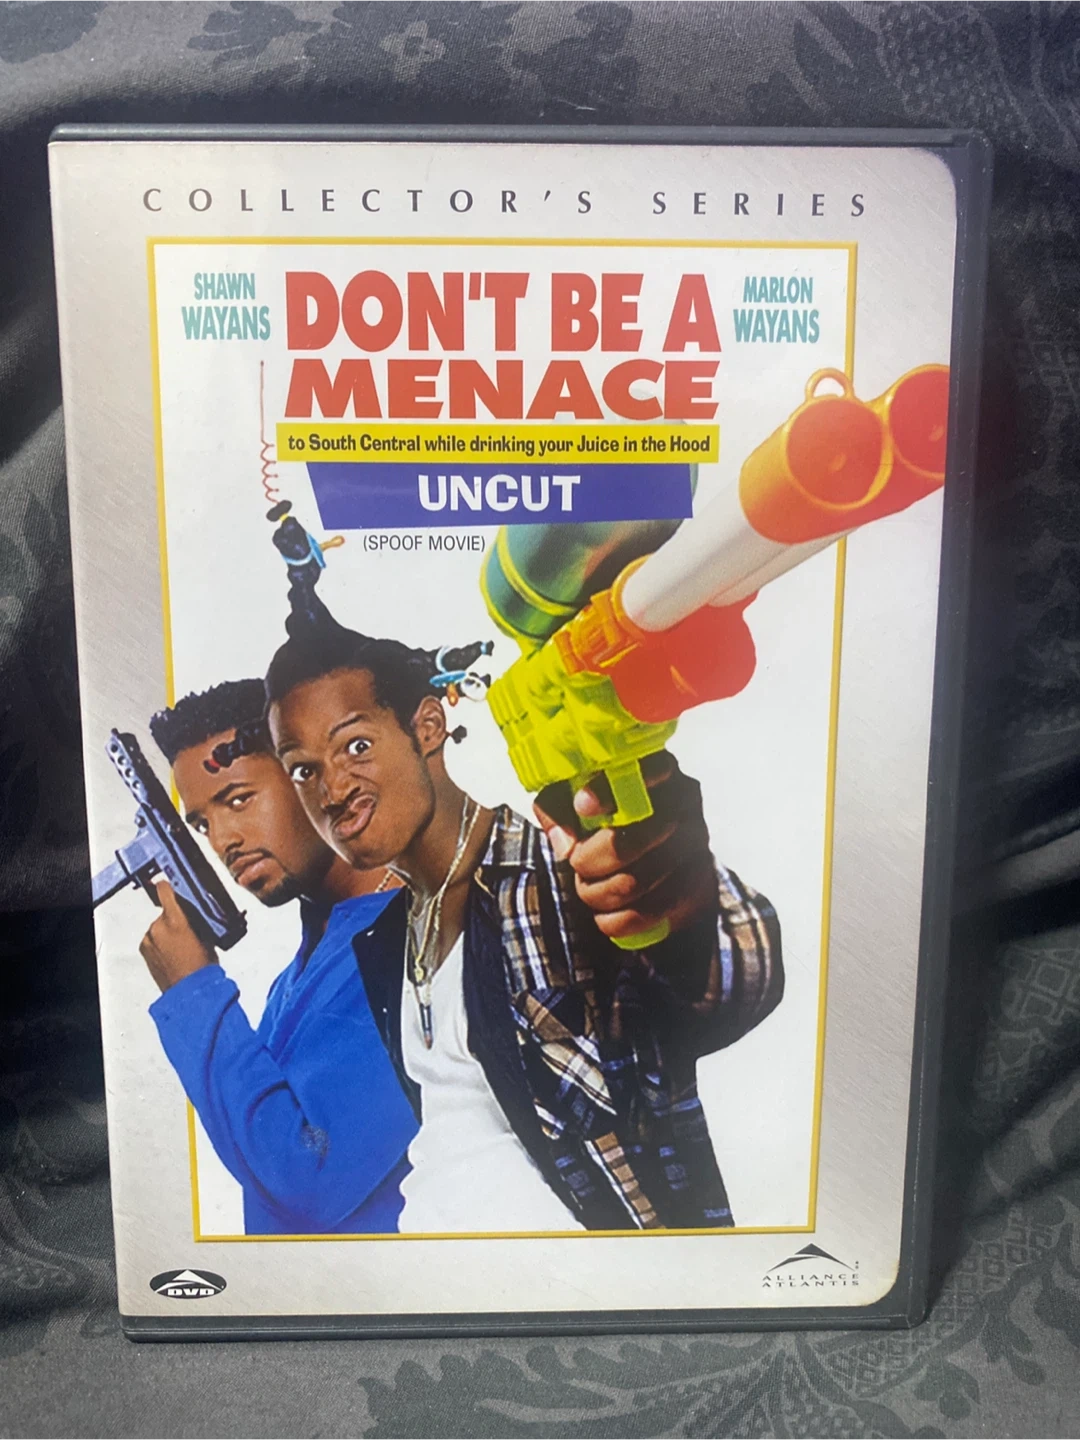 COLLECTOR'S SERIES
SHAWN
WAYANS
DON'T BE A
MENACE
MARLON
WAYANS
to South Central while drinking your Juice in the Hood
UNCUT
(SPOOF MOVIE)
DVD
ALLIANCE
ATLANTIS